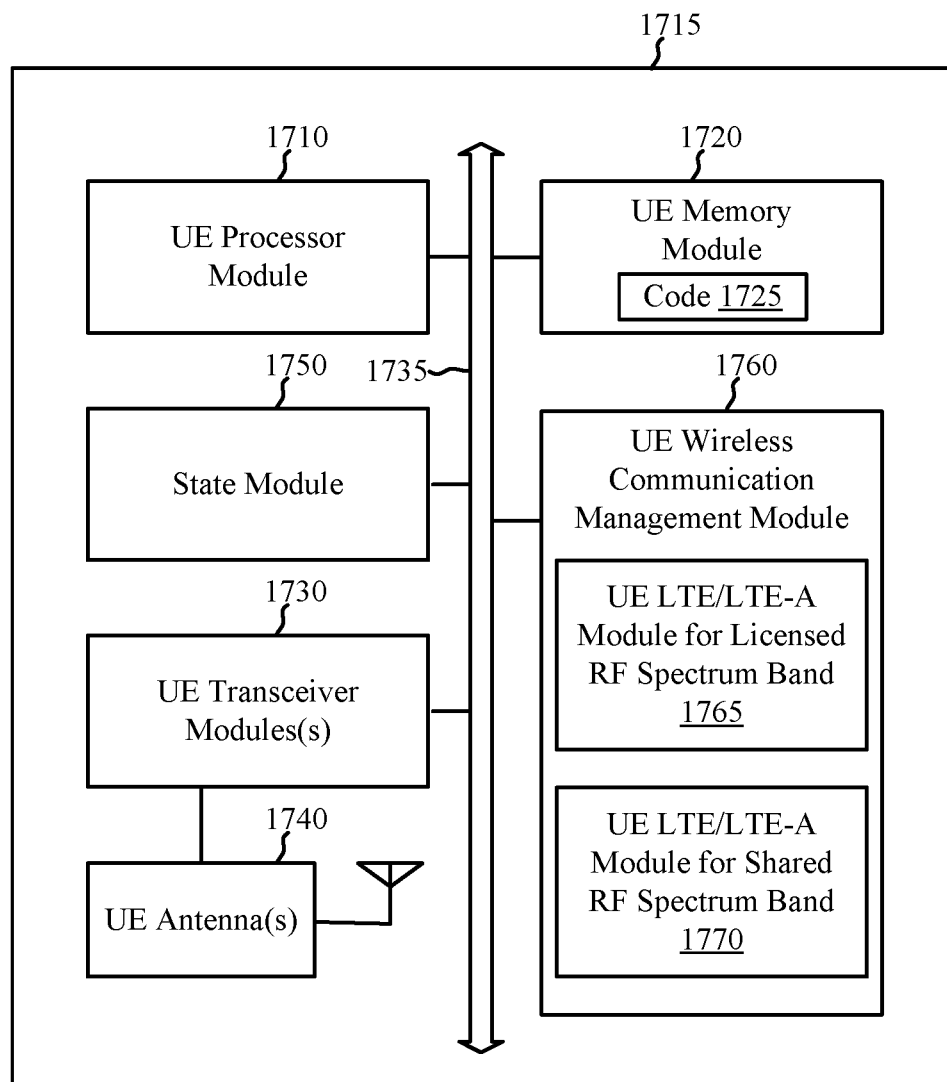 1715
1710
UE Processor
Module
1720
UE Memory
Module
Code 1725
1735
1750
State Module
1760
UE Wireless
Communication
Management Module
UE LTE/LTE-A
Module for Licensed
RF Spectrum Band
1765
UE LTE/LTE-A
Module for Shared
RF Spectrum Band
1770
1730
UE Transceiver
Modules(s)
1740
UE Antenna(s)